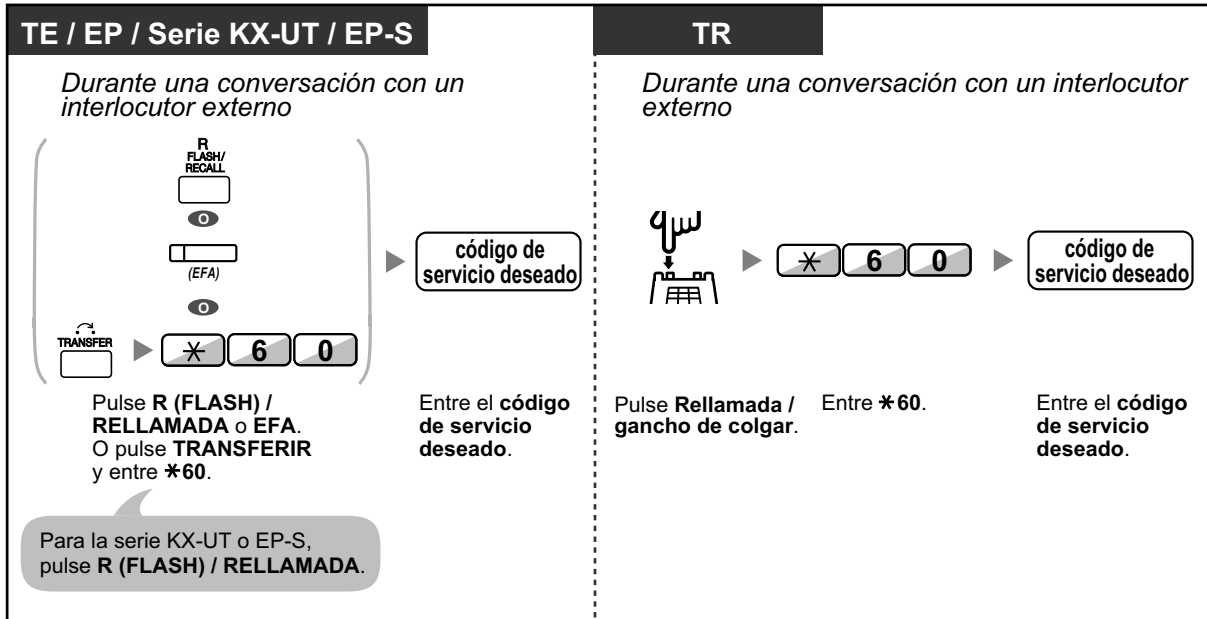 TE / EP / Serie KX-UT / EP-S
Durante una conversación con un
interlocutor externo
R
FLASH/
RECALL
O
(EFA)
O
TRANSFER
* 6 0
código de
servicio deseado
Pulse R (FLASH) /
RELLAMADA o EFA.
O pulse TRANSFERIR
y entre *60.
Entre el código
de servicio
deseado.
Para la serie KX-UT o EP-S,
pulse R (FLASH) / RELLAMADA.
TR
Durante una conversación con un interlocutor
externo
* 6 0
código de
servicio deseado
Pulse Rellamada /
gancho de colgar.
Entre *60.
Entre el código
de servicio
deseado.